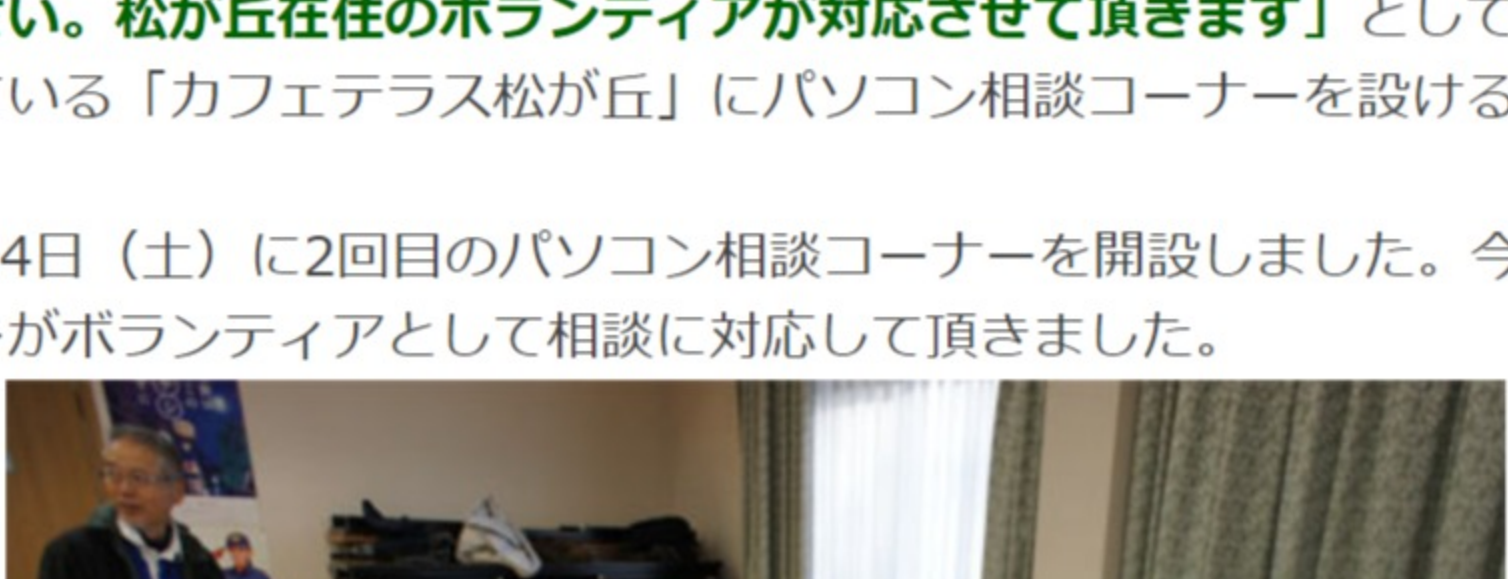 い。松が丘在住のボランティアが対応させて頂きます」として
いる「カフェテラス松が丘」にパソコン相談コーナーを設ける
4日（土）に2回目のパソコン相談コーナーを開設しました。今
がボランティアとして相談に対応して頂きました。